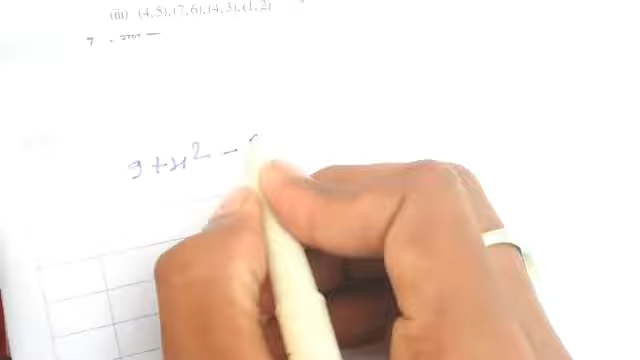 (iii) (4, 5), (7, 6), (4, 3), (1, 2)
9 + x² −